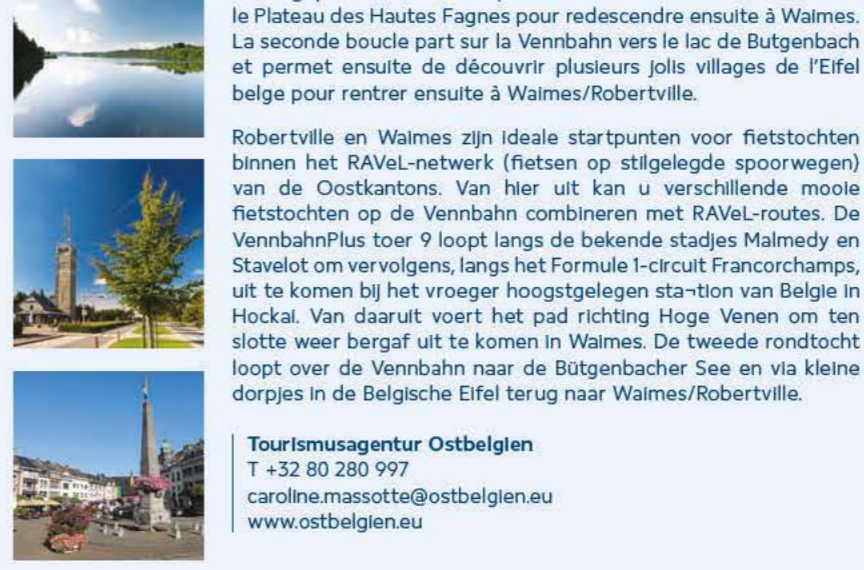 le Plateau des Hautes Fagnes pour redescendre ensuite à Waimes.
La seconde boucle part sur la Vennbahn vers le lac de Butgenbach
et permet ensuite de découvrir plusieurs jolis villages de l'Eifel
belge pour rentrer ensuite à Waimes/Robertville.
Robertville en Waimes zijn ideale startpunten voor fietstochten
binnen het RAVeL-netwerk (fietsen op stilgelegde spoorwegen)
van de Oostkantons. Van hier uit kan u verschillende mooie
fietstochten op de Vennbahn combineren met RAVeL-routes. De
VennbahnPlus toer 9 loopt langs de bekende stadjes Malmedy en
Stavelot om vervolgens, langs het Formule 1-circuit Francorchamps,
uit te komen bij het vroeger hoogstgelegen sta¬tion van Belgie in
Hockai. Van daaruit voert het pad richting Hoge Venen om ten
slotte weer bergaf uit te komen in Waimes. De tweede rondtocht
loopt over de Vennbahn naar de Bütgenbacher See en via kleine
dorpjes in de Belgische Eifel terug naar Waimes/Robertville.
Tourismusagentur Ostbelgien
T +32 80 280 997
caroline.massotte@ostbelgien.eu
www.ostbelgien.eu